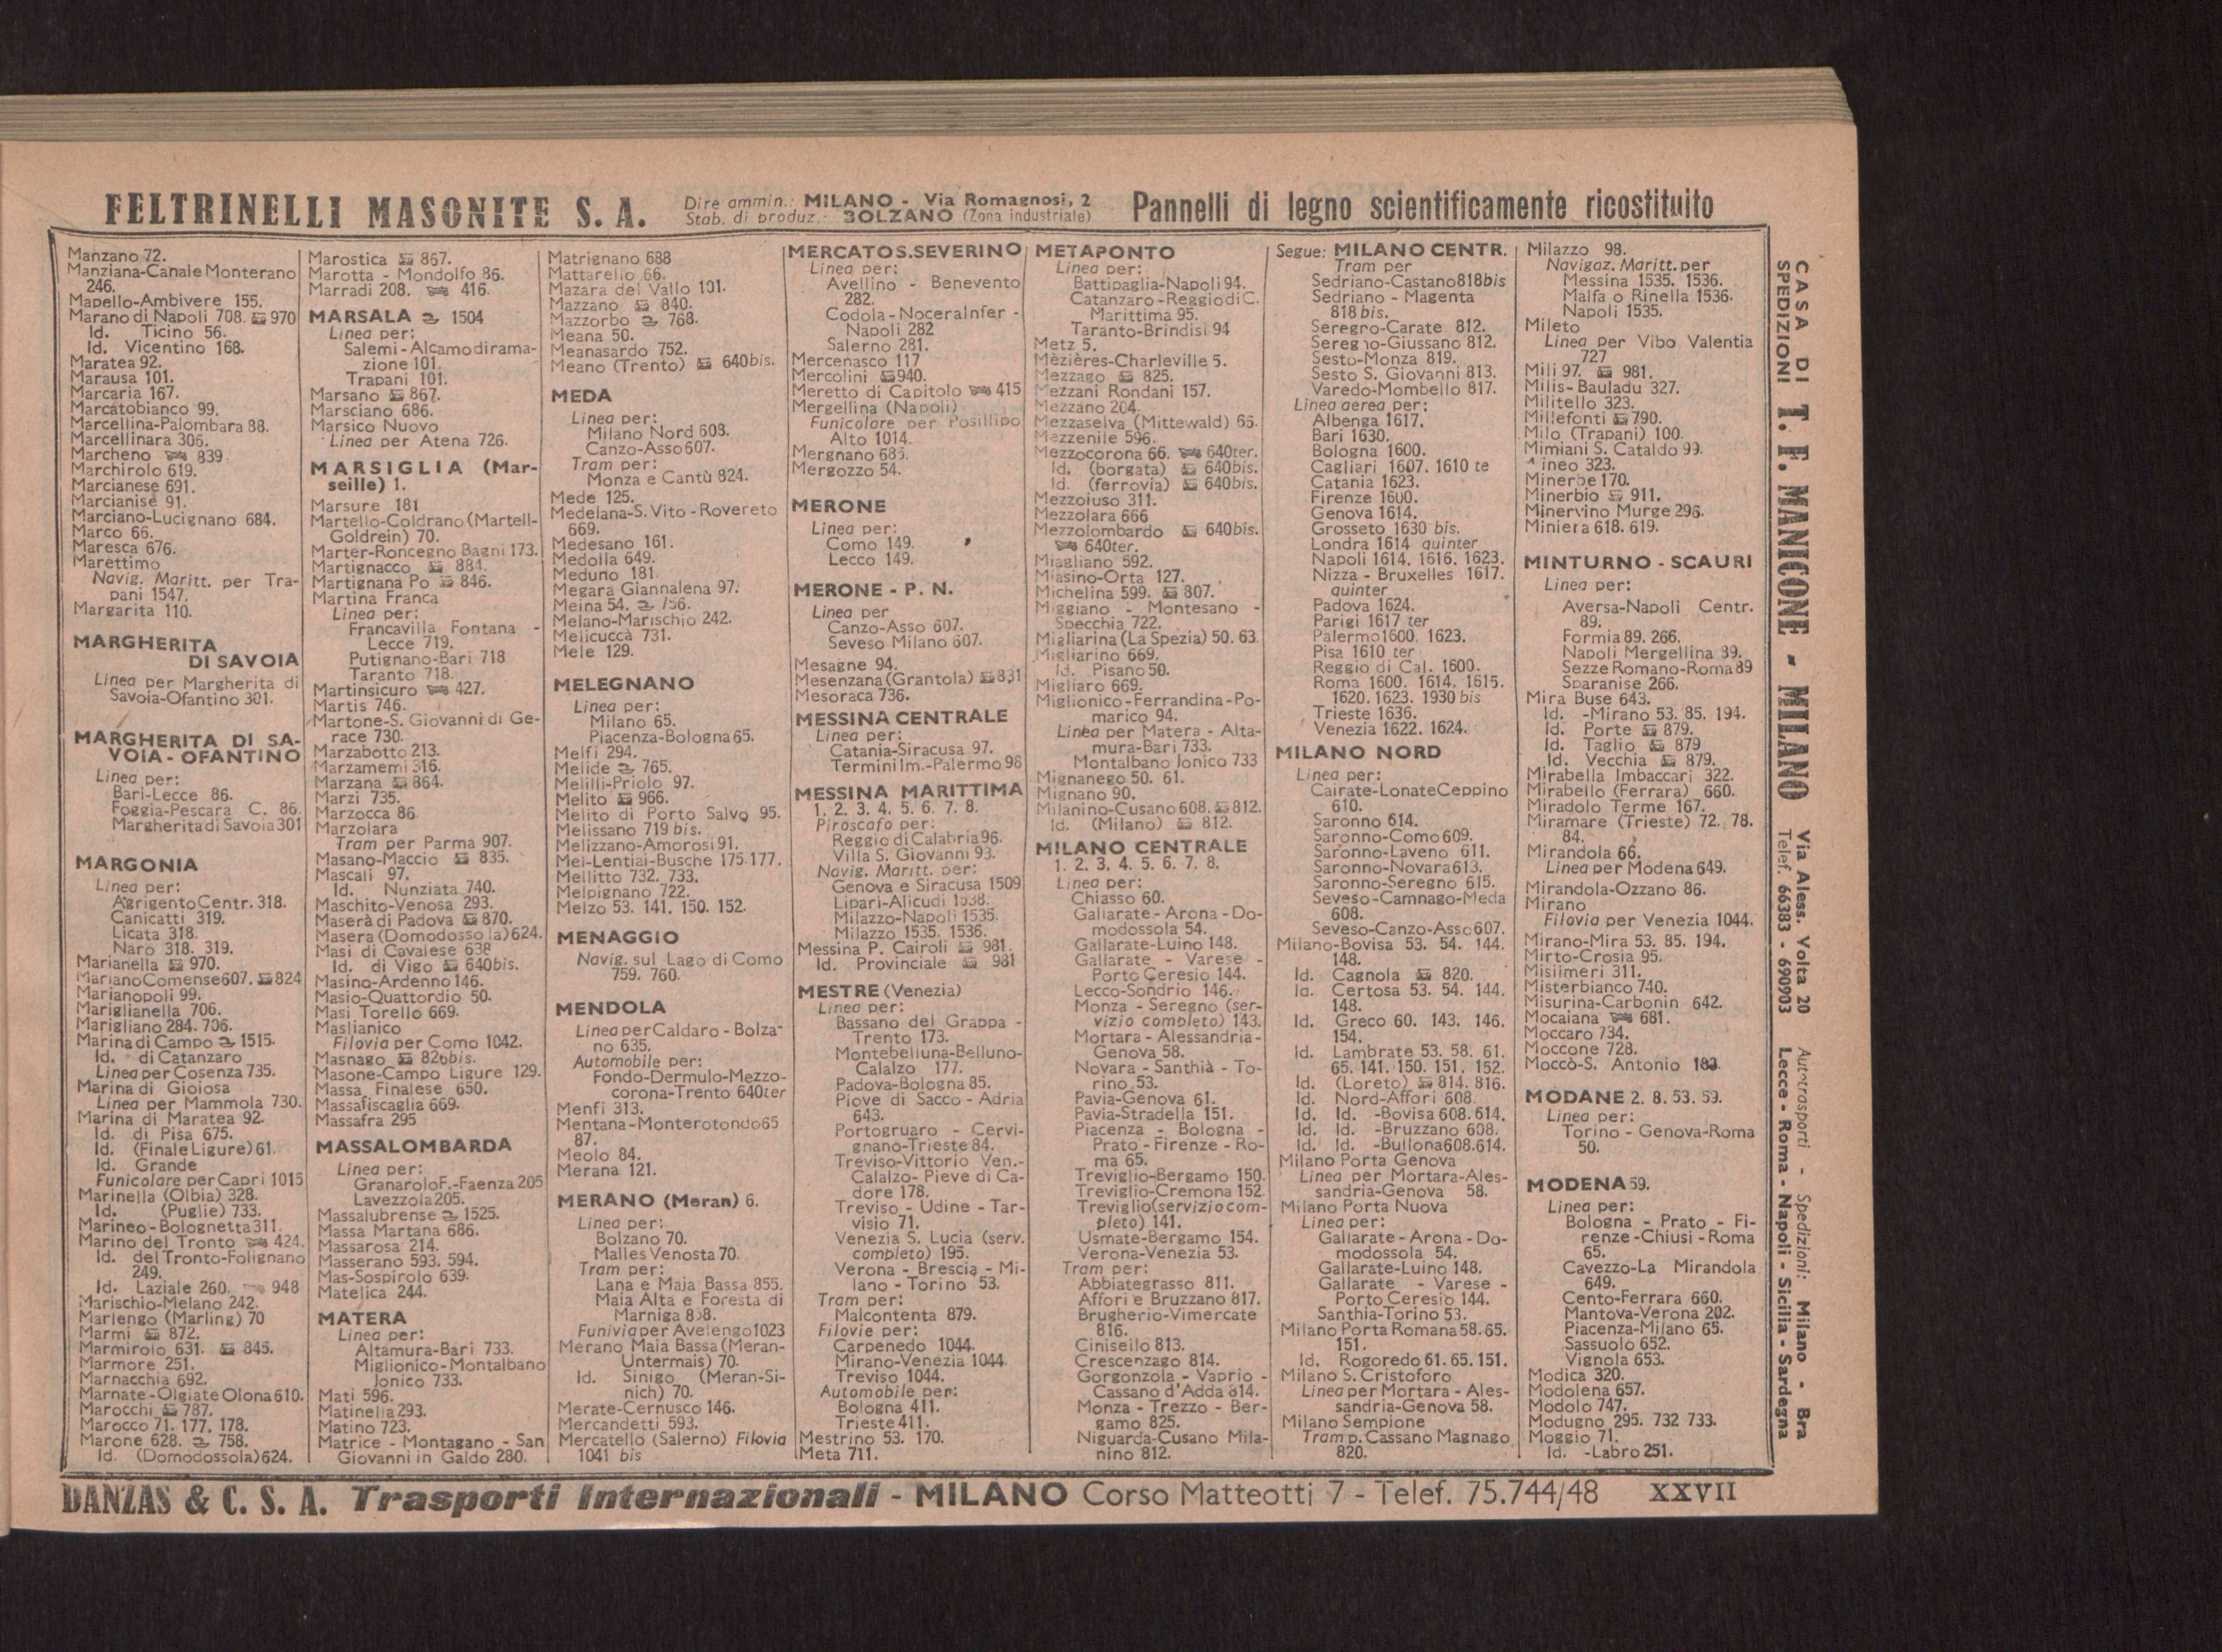 FELTRINELLI MASONITE S. A.
Dire ammin.: MILANO - Via Romagnosi, 2
Stab. di produz.: BOLZANO (Zona industriale)
Pannelli di legno scientificamente ricostituito
Manzano 72.
Manziana-Canale Monterano
246.
Mapello-Ambivere 155.
Marano di Napoli 708. 970
Id. Ticino 56.
Id. Vicentino 168.
Maratea 92.
Marausa 101.
Marcaria 167.
Marcatobianco 99.
Marcellina-Palombara 88.
Marcellinara 306.
Marcheno 839
Marchirolo 619.
Marcianese 691.
Marcianise 91.
Marciano-Lucignano 684.
Marco 66.
Maresca 676.
Marettimo
Navig. Maritt. per Tra-
pani 1547.
Margarita 110.
MARGHERITA
DI SAVOIA
Linea per Margherita di
Savoia-Ofantino 301.
MARGHERITA DI SA-
VOIA - OFANTINO
Linea per:
Bari-Lecce 86.
Foggia-Pescara C. 86.
Margherita di Savoia 301
MARGONIA
Linea per:
Agrigento Centr. 318.
Canicatti 319.
Licata 318.
Naro 318. 319.
Marianella 970.
Mariano Comense 607. 824
Marianopoli 99.
Mariglianella 706.
Marigliano 284. 706.
Marina di Campo 1515.
Id. di Catanzaro
Linea per Cosenza 735.
Marina di Gioiosa
Linea per Mammola 730.
Marina di Maratea 92.
Id. di Pisa 675.
Id. (Finale Ligure) 61.
Id. Grande
Funicolare per Capri 1015
Marinella (Olbia) 328.
Id. (Puglie) 733.
Marineo-Bolognetta 311.
Marino del Tronto 424.
Id. del Tronto-Folignano
249.
Id. Laziale 260. 948
Marischio-Melano 242.
Marlengo (Marling) 70
Marmi 872.
Marmirolo 631. 845.
Marmore 251.
Marnacchia 692.
Marnate-Olgiate Olona 610.
Marocchi 787.
Marocco 71. 177. 178.
Marone 628. 758.
Id. (Domodossola) 624.
Marostica 867.
Marotta - Mondolfo 86.
Marradi 208. 416.
MARSALA 1504
Linea per:
Salemi-Alcamo dirama-
zione 101.
Trapani 101.
Marsano 867.
Marsciano 686.
Marsico Nuovo
Linea per Atena 726.
MARSIGLIA (Mar-
seille) 1.
Marsure 181
Martello-Coldrano (Martell-
Goldrein) 70.
Marter-Roncegno Bagni 173.
Martignacco 884.
Martignana Po 846.
Martina Franca
Linea per:
Francavilla Fontana -
Lecce 719.
Putignano-Bari 718
Taranto 718.
Martinsicuro 427.
Martis 746.
Martone-S. Giovanni di Ge-
race 730.
Marzabotto 213.
Marzamemi 316.
Marzana 864.
Marzi 735.
Marzocca 86
Marzolara
Tram per Parma 907.
Masano-Maccio 835.
Mascali 97.
Id. Nunziata 740.
Maschito-Venosa 293.
Maserà di Padova 870.
Masera (Domodossola) 624.
Masi di Cavalese 638
Id. di Vigo 640bis.
Masino-Ardenno 146.
Masio-Quattordio 50.
Masi Torello 669.
Maslianico
Filovia per Como 1042.
Masnago 826bis.
Masone-Campo Ligure 129.
Massa Finalese 650.
Massafiscaglia 669.
Massafra 295
MASSALOMBARDA
Linea per:
Granarolo F.-Faenza 205
Lavezzola 205.
Massalubrense 1525.
Massa Martana 686.
Massarosa 214.
Masserano 593. 594.
Mas-Sospirolo 639.
Matelica 244.
MATERA
Linea per:
Altamura-Bari 733.
Miglionico-Montalbano
Jonico 733.
Mati 596.
Matinella 293.
Matino 723.
Matrice - Montagano - San
Giovanni in Galdo 280.
Matrignano 688
Mattarello 66.
Mazara del Vallo 101.
Mazzano 840.
Mazzorbo 768.
Meana 50.
Meanasardo 752.
Meano (Trento) 640bis.
MEDA
Linea per:
Milano Nord 608.
Canzo-Asso 607.
Tram per:
Monza e Cantù 824.
Mede 125.
Medelana-S. Vito - Rovereto
669.
Medesano 161.
Medolla 649.
Meduno 181.
Megara Giannalena 97.
Meina 54. 756.
Melano-Marischio 242.
Melicuccà 731.
Mele 129.
MELEGNANO
Linea per:
Milano 65.
Piacenza-Bologna 65.
Melfi 294.
Melide 765.
Melilli-Priolo 97.
Melito 966.
Melito di Porto Salvo 95.
Melissano 719 bis.
Melizzano-Amorosi 91.
Mel-Lentiai-Busche 175.177.
Mellitto 732. 733.
Melpignano 722.
Melzo 53. 141. 150. 152.
MENAGGIO
Navig. sul Lago di Como
759. 760.
MENDOLA
Linea per Caldaro - Bolza-
no 635.
Automobile per:
Fondo-Dermulo-Mezzo-
corona-Trento 640ter
Menfi 313.
Mentana-Monterotondo 65
87.
Meolo 84.
Merana 121.
MERANO (Meran) 6.
Linea per:
Bolzano 70.
Malles Venosta 70.
Tram per:
Lana e Maia Bassa 855.
Maia Alta e Foresta di
Marniga 858.
Funivia per Avelengo 1023
Merano Maia Bassa (Meran-
Untermais) 70.
Id. Sinigo (Meran-Si-
nich) 70.
Merate-Cernusco 146.
Mercandetti 593.
Mercatello (Salerno) Filovia
1041 bis
MERCATO S. SEVERINO
Linea per:
Avellino - Benevento
282.
Codola-Nocera Infer -
Napoli 282
Salerno 281.
Mercenasco 117
Mercolini 940.
Meretto di Capitolo 415
Mergellina (Napoli)
Funicolare per Posillipo
Alto 1014.
Mergnano 685.
Mergozzo 54.
MERONE
Linea per:
Como 149.
Lecco 149.
MERONE - P. N.
Linea per
Canzo-Asso 607.
Seveso Milano 607.
Mesagne 94.
Mesenzana (Grantola) 831
Mesoraca 736.
MESSINA CENTRALE
Linea per:
Catania-Siracusa 97.
Termini Im.-Palermo 98
MESSINA MARITTIMA
1. 2. 3. 4. 5. 6. 7. 8.
Piroscafo per:
Reggio di Calabria 96.
Villa S. Giovanni 93.
Navig. Maritt. per:
Genova e Siracusa 1509
Lipari-Alicudi 1538.
Milazzo-Napoli 1535.
Milazzo 1535. 1536.
Messina P. Cairoli 981.
Id. Provinciale 981
MESTRE (Venezia)
Linea per:
Bassano del Grappa -
Trento 173.
Montebelluna-Belluno-
Calalzo 177.
Padova-Bologna 85.
Piove di Sacco - Adria
643.
Portogruaro - Cervi-
gnano-Trieste 84.
Treviso-Vittorio Ven.-
Calalzo- Pieve di Ca-
dore 178.
Treviso - Udine - Tar-
visio 71.
Venezia S. Lucia (serv.
completo) 195.
Verona - Brescia - Mi-
lano - Torino 53.
Tram per:
Malcontenta 879.
Filovie per:
Carpenedo 1044.
Mirano-Venezia 1044
Treviso 1044.
Automobile per:
Bologna 411.
Trieste 411.
Mestrino 53. 170.
Meta 711.
METAPONTO
Linea per:
Battipaglia-Napoli 94.
Catanzaro-Reggio di C.
Marittima 95.
Taranto-Brindisi 94
Metz 5.
Mèzières-Charleville 5.
Mezzago 825.
Mezzani Rondani 157.
Mezzano 204.
Mezzaselva (Mittewald) 66.
Mezzenile 596.
Mezzocorona 66. 640ter.
Id. (borgata) 640bis.
Id. (ferrovia) 640bis.
Mezzoiuso 311.
Mezzolara 666
Mezzolombardo 640bis.
640ter.
Miagliano 592.
Miasino-Orta 127.
Michelina 599. 807.
Miggiano - Montesano -
Specchia 722.
Migliarina (La Spezia) 50. 63
Migliarino 669.
Id. Pisano 50.
Migliaro 669.
Miglionico-Ferrandina-Po-
marico 94.
Linea per Matera - Alta-
mura-Bari 733.
Montalbano Jonico 733
Mignanego 50. 61.
Mignano 90.
Milanino-Cusano 608. 812.
Id. (Milano) 812.
MILANO CENTRALE
1. 2. 3. 4. 5. 6. 7. 8.
Linea per:
Chiasso 60.
Gallarate - Arona - Do-
modossola 54.
Gallarate-Luino 148.
Gallarate - Varese -
Porto Ceresio 144.
Lecco-Sondrio 146.
Monza - Seregno (ser-
vizio completo) 143.
Mortara - Alessandria-
Genova 58.
Novara - Santhià - To-
rino 53.
Pavia-Genova 61.
Pavia-Stradella 151.
Piacenza - Bologna -
Prato - Firenze - Ro-
ma 65.
Treviglio-Bergamo 150.
Treviglio-Cremona 152.
Treviglio (servizio com-
pleto) 141.
Usmate-Bergamo 154.
Verona-Venezia 53.
Tram per:
Abbiategrasso 811.
Affori e Bruzzano 817.
Brugherio-Vimercate
816.
Cinisello 813.
Crescenzago 814.
Gorgonzola - Vaprio -
Cassano d'Adda 814.
Monza - Trezzo - Ber-
gamo 825.
Niguarda-Cusano Mila-
nino 812.
Segue: MILANO CENTR.
Tram per
Sedriano-Castano 818bis
Sedriano - Magenta
818 bis.
Seregno-Carate 812.
Seregno-Giussano 812.
Sesto-Monza 819.
Sesto S. Giovanni 813.
Varedo-Mombello 817.
Linea aerea per:
Albenga 1617.
Bari 1630.
Bologna 1600.
Cagliari 1607. 1610 te
Catania 1623.
Firenze 1600.
Genova 1614.
Grosseto 1630 bis.
Londra 1614 quinter
Napoli 1614. 1616. 1623.
Nizza - Bruxelles 1617.
quinter
Padova 1624.
Parigi 1617 ter
Palermo 1600. 1623.
Pisa 1610 ter
Reggio di Cal. 1600.
Roma 1600. 1614. 1615.
1620. 1623. 1930 bis
Trieste 1636.
Venezia 1622. 1624.
MILANO NORD
Linea per:
Cairate-Lonate Ceppino
610.
Saronno 614.
Saronno-Como 609.
Saronno-Laveno 611.
Saronno-Novara 613.
Saronno-Seregno 615.
Seveso-Camnago-Meda
608.
Seveso-Canzo-Asso 607.
Milano-Bovisa 53. 54. 144.
148.
Id. Cagnola 820.
Id. Certosa 53. 54. 144.
148.
Id. Greco 60. 143. 146.
154.
Id. Lambrate 53. 58. 61.
65. 141. 150. 151. 152.
Id. (Loreto) 814. 816.
Id. Nord-Affori 608.
Id. Id. -Bovisa 608. 614.
Id. Id. -Bruzzano 608.
Id. Id. -Bullona 608. 614.
Milano Porta Genova
Linea per Mortara-Ales-
sandria-Genova 58.
Milano Porta Nuova
Linea per:
Gallarate-Arona - Do-
modossola 54.
Gallarate-Luino 148.
Gallarate - Varese -
Porto Ceresio 144.
Santhia-Torino 53.
Milano Porta Romana 58. 65.
151.
Id. Rogoredo 61. 65. 151.
Milano S. Cristoforo
Linea per Mortara - Ales-
sandria-Genova 58.
Milano Sempione
Tram p. Cassano Magnago
820.
Milazzo 98.
Navigaz. Maritt. per
Messina 1535. 1536.
Malfa o Rinella 1536.
Napoli 1535.
Mileto
Linea per Vibo Valentia
727
Mili 97. 981.
Milis-Bauladu 327.
Militello 323.
Millefonti 790.
Milo (Trapani) 100.
Mimiani S. Cataldo 99.
ineo 323.
Minerbe 170.
Minerbio 911.
Minervino Murge 296.
Miniera 618. 619.
MINTURNO - SCAURI
Linea per:
Aversa-Napoli Centr.
89.
Formia 89. 266.
Napoli Mergellina 89.
Sezze Romano-Roma 89
Sparanise 266.
Mira Buse 643.
Id. -Mirano 53. 85. 194.
Id. Porte 879.
Id. Taglio 879
Id. Vecchia 879.
Mirabella Imbaccari 322.
Mirabello (Ferrara) 660.
Miradolo Terme 167.
Miramare (Trieste) 72. 78.
84.
Mirandola 66.
Linea per Modena 649.
Mirandola-Ozzano 86.
Mirano
Filovia per Venezia 1044.
Mirano-Mira 53. 85. 194.
Mirto-Crosia 95.
Misilmeri 311.
Misterbianco 740.
Misurina-Carbonin 642.
Mocaiana 681.
Moccaro 734.
Moccone 728.
Moccò-S. Antonio 183.
MODANE 2. 8. 53. 59.
Linea per:
Torino - Genova-Roma
50.
MODENA 59.
Linea per:
Bologna - Prato - Fi-
renze -Chiusi - Roma
65.
Cavezzo-La Mirandola
649.
Cento-Ferrara 660.
Mantova-Verona 202.
Piacenza-Milano 65.
Sassuolo 652.
Vignola 653.
Modica 320.
Modolena 657.
Modolo 747.
Modugno 295. 732 733.
Moggio 71.
Id. -Labro 251.
CASA DI
SPEDIZIONI
T. F. MANICONE - MILANO
Via Aless. Volta 20
Telef. 66383 - 690903
Autotrasporti - Spedizioni: Milano - Bra
Lecce - Roma - Napoli - Sicilia - Sardegna
DANZAS & C. S. A. Trasporti Internazionali - MILANO Corso Matteotti 7 - Telef. 75.744/48
XXVII